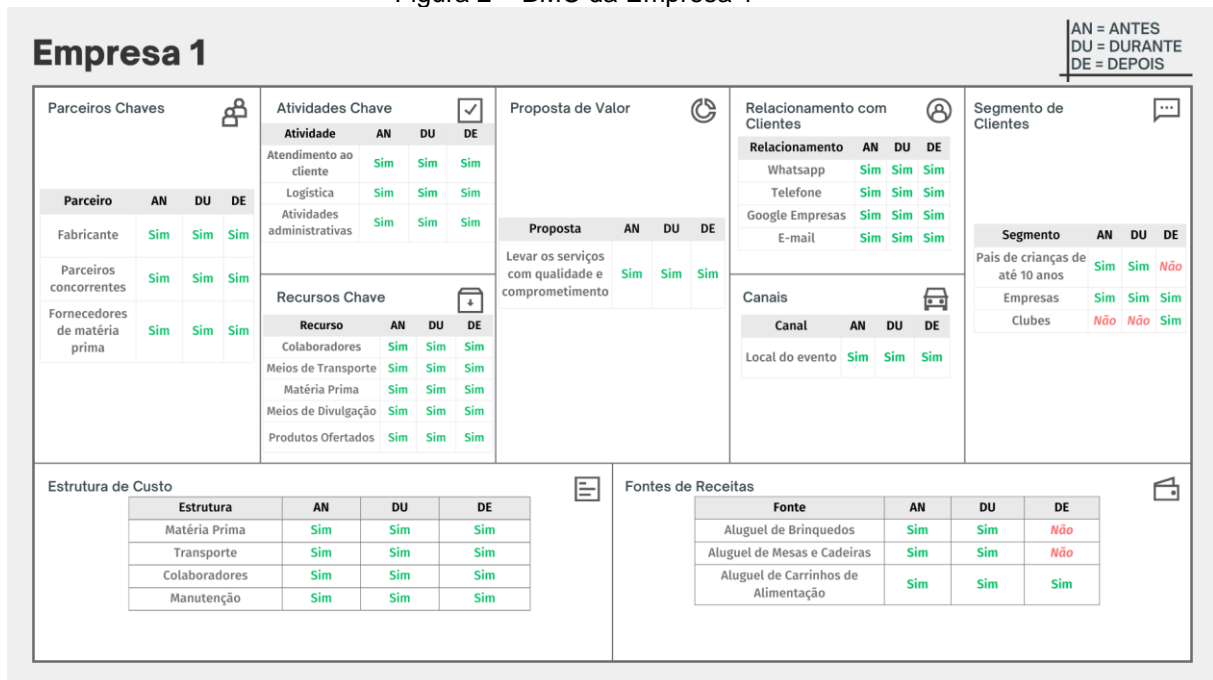 Figura 2 – BMC da Empresa 1
Empresa 1
AN = ANTES
DU = DURANTE
DE = DEPOIS
Parceiros Chaves
Parceiro AN DU DE
Fabricante Sim Sim Sim
Parceiros
concorrentes Sim Sim Sim
Fornecedores
de matéria Sim Sim Sim
prima
Atividades Chave
Atividade AN DU DE
Atendimento ao
cliente Sim Sim Sim
Logística Sim Sim Sim
Atividades
administrativas Sim Sim Sim
Recursos Chave
Recurso AN DU DE
Colaboradores Sim Sim Sim
Meios de Transporte Sim Sim Sim
Matéria Prima Sim Sim Sim
Meios de Divulgação Sim Sim Sim
Produtos Ofertados Sim Sim Sim
Proposta de Valor
Proposta AN DU DE
Levar os serviços
com qualidade e Sim Sim Sim
comprometimento
Relacionamento com
Clientes
Relacionamento AN DU DE
Whatsapp Sim Sim Sim
Telefone Sim Sim Sim
Google Empresas Sim Sim Sim
E-mail Sim Sim Sim
Canais
Canal AN DU DE
Local do evento Sim Sim Sim
Segmento de
Clientes
Segmento AN DU DE
Pais de crianças de
até 10 anos Sim Sim Não
Empresas Sim Sim Sim
Clubes Não Não Sim
Estrutura de Custo
Estrutura AN DU DE
Matéria Prima Sim Sim Sim
Transporte Sim Sim Sim
Colaboradores Sim Sim Sim
Manutenção Sim Sim Sim
Fontes de Receitas
Fonte AN DU DE
Aluguel de Brinquedos Sim Sim Não
Aluguel de Mesas e Cadeiras Sim Sim Não
Aluguel de Carrinhos de
Alimentação Sim Sim Sim